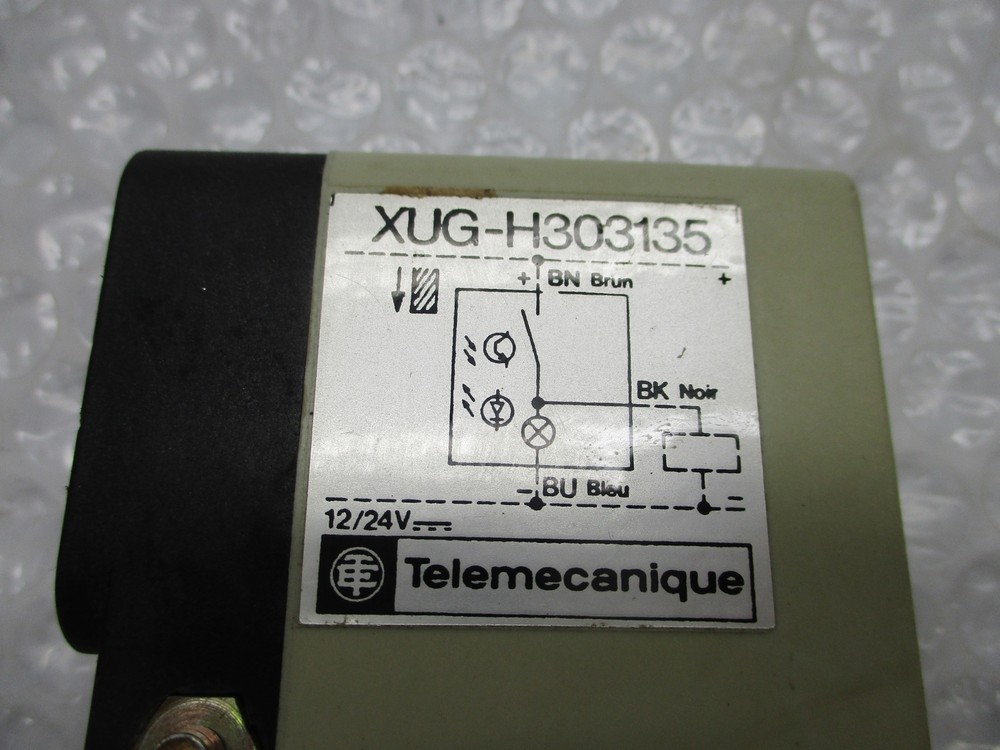 XUG-H303135
+ BN Brun +
BK Noir
- BU Bleu -
12/24V
Telemecanique